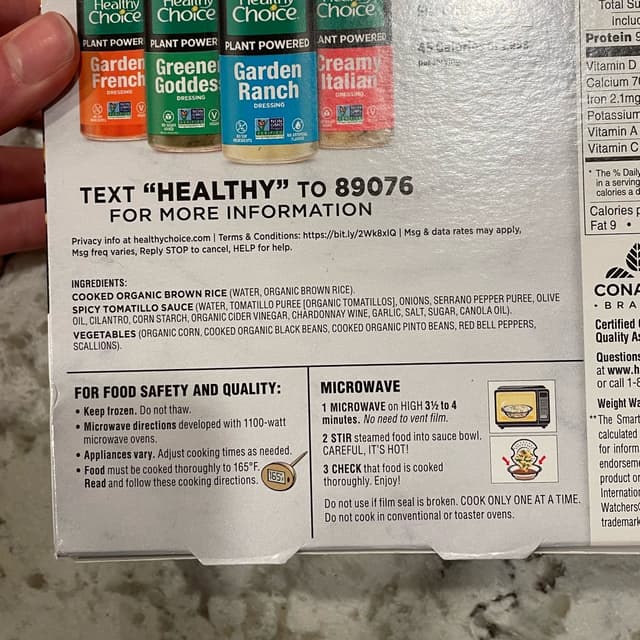 Healthy Choice
Healthy Choice
Healthy Choice
Choice
PLANT POWER
PLANT POWER
PLANT POWERED
ANT POWERED
Garden French
DRESSING
Greene Goddes
DRESSING
Garden Ranch
DRESSING
Creamy Italian
DRESSING
TEXT “HEALTHY” TO 89076
FOR MORE INFORMATION
Privacy info at healthychoice.com | Terms & Conditions: https://bit.ly/2Wk8xIQ | Msg & data rates may apply,
Msg freq varies, Reply STOP to cancel, HELP for help.
INGREDIENTS:
COOKED ORGANIC BROWN RICE (WATER, ORGANIC BROWN RICE).
SPICY TOMATILLO SAUCE (WATER, TOMATILLO PUREE [ORGANIC TOMATILLOS], ONIONS, SERRANO PEPPER PUREE, OLIVE
OIL, CILANTRO, CORN STARCH, ORGANIC CIDER VINEGAR, CHARDONNAY WINE, GARLIC, SALT, SUGAR, CANOLA OIL).
VEGETABLES (ORGANIC CORN, COOKED ORGANIC BLACK BEANS, COOKED ORGANIC PINTO BEANS, RED BELL PEPPERS,
SCALLIONS).
FOR FOOD SAFETY AND QUALITY:
• Keep frozen. Do not thaw.
• Microwave directions developed with 1100-watt
microwave ovens.
• Appliances vary. Adjust cooking times as needed.
• Food must be cooked thoroughly to 165°F.
Read and follow these cooking directions.
165°
MICROWAVE
1 MICROWAVE on HIGH 3½ to 4
minutes. No need to vent film.
2 STIR steamed food into sauce bowl.
CAREFUL, IT'S HOT!
3 CHECK that food is cooked
thoroughly. Enjoy!
Do not use if film seal is broken. COOK ONLY ONE AT A TIME.
Do not cook in conventional or toaster ovens.
Total Su
inclu
Protein 9
Vitamin D
Calcium 7
Iron 2.1mg
Potassium
Vitamin A
Vitamin C
* The % Daily
in a serving
calories a d
Calories p
Fat 9 •
CONA
• BRA
Certified
Quality As
Questions
at www.h
or call 1-8
Weight Wa
**The Smart
calculated
for inform
endorsem
product or
Internatio
Watchers
trademark